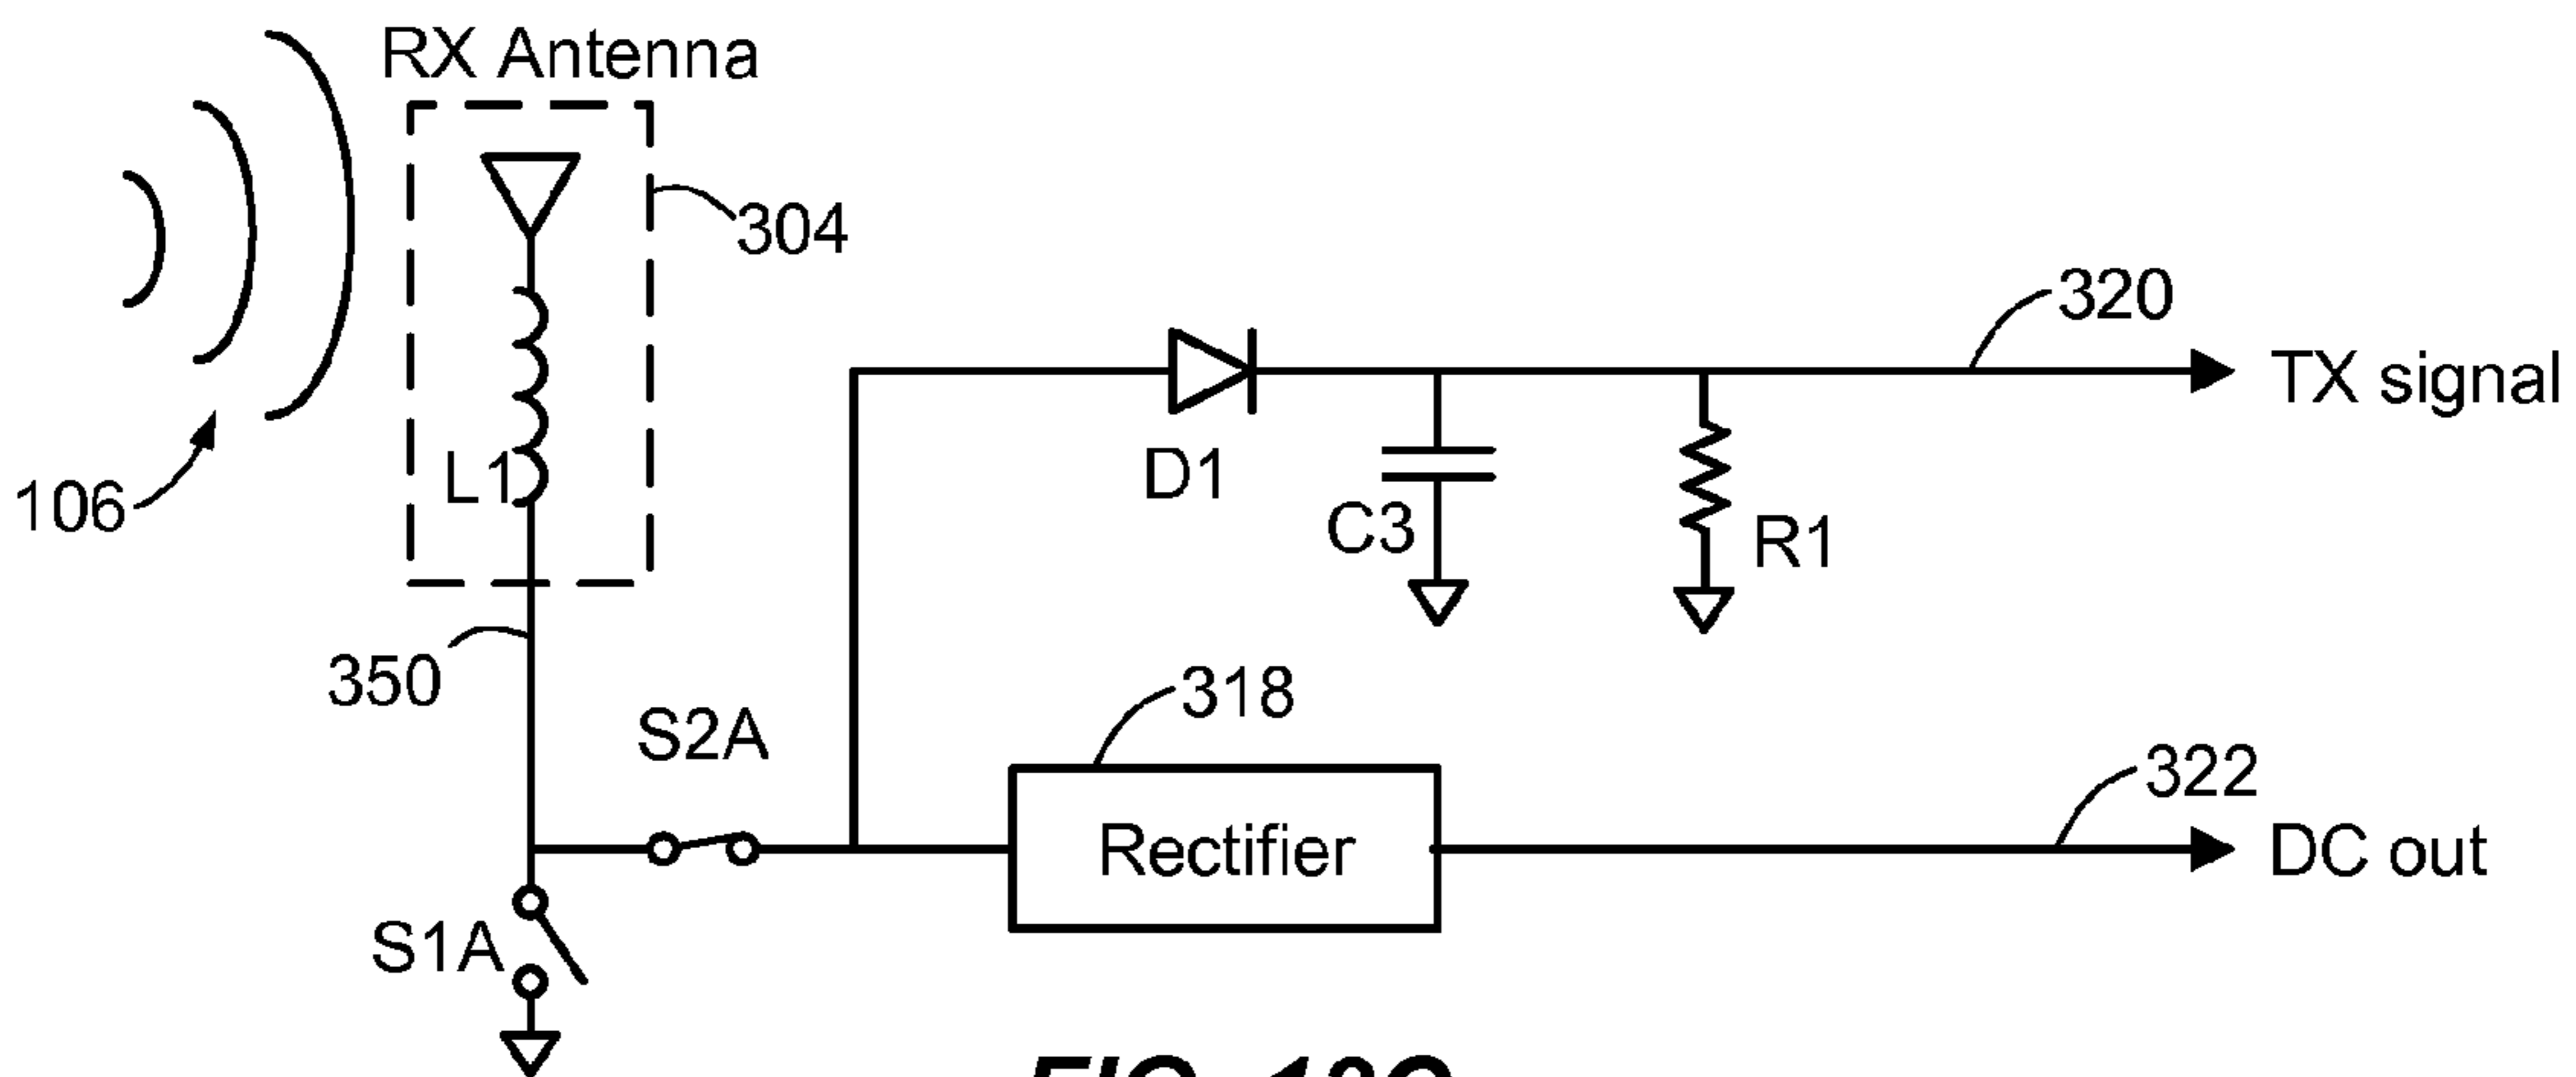 RX Antenna
304
106
L1
350
S2A
S1A
D1
C3
R1
320
TX signal
318
Rectifier
322
DC out